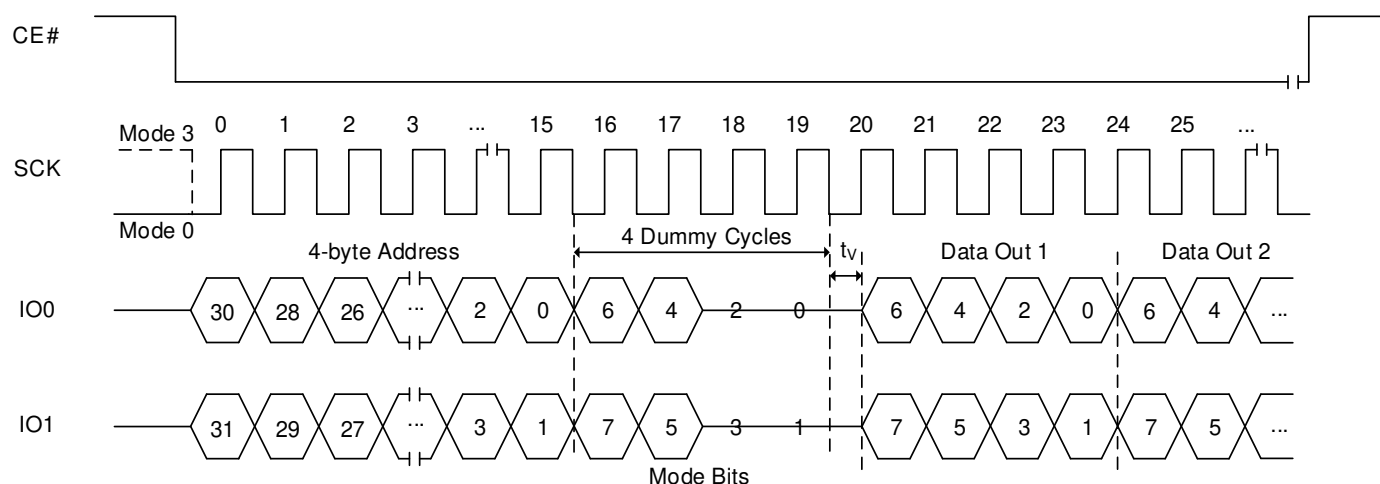 CE#
Mode 3
0 1 2 3 ... 15 16 17 18 19 20 21 22 23 24 25 ...
SCK
Mode 0
4-byte Address 4 Dummy Cycles tV Data Out 1 Data Out 2
IO0 30 28 26 ... 2 0 6 4 2 0 6 4 2 0 6 4 ...
IO1 31 29 27 ... 3 1 7 5 3 1 7 5 3 1 7 5 ...
Mode Bits